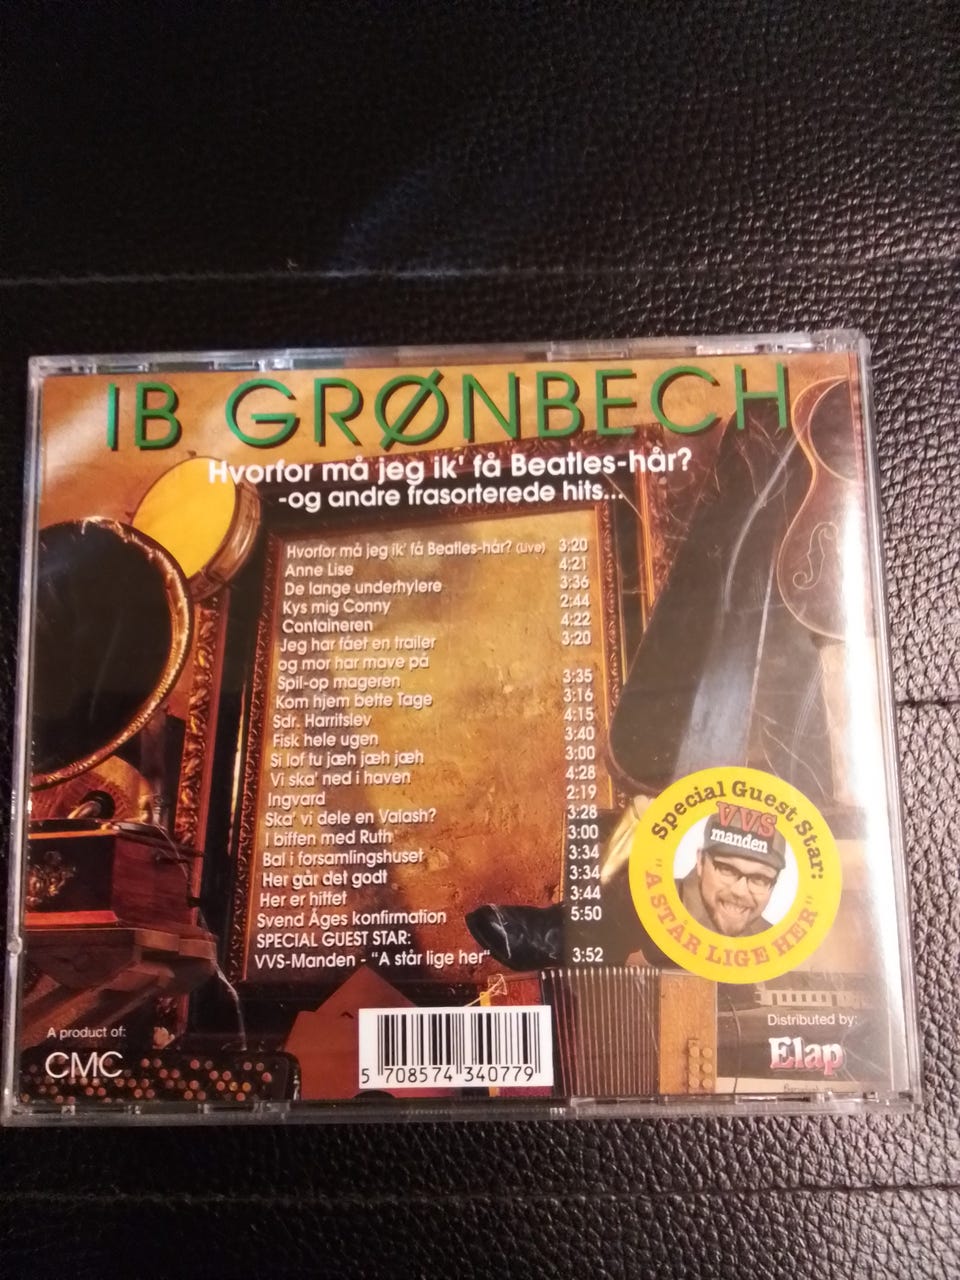 IB GRØNBECH
Hvorfor må jeg ik' få Beatles-hår?
-og andre frasorterede hits...
Hvorfor må jeg ik' få Beatles-hår? (Live) 3:20
Anne Lise 4:21
De lange underhylere 3:36
Kys mig Conny 2:44
Containeren 4:22
Jeg har fået en trailer 3:20
og mor har mave på
Spil-op mageren 3:35
Kom hjem bette Tage 3:16
Sdr. Harritslev 4:15
Fisk hele ugen 3:40
Si lof tu jæh jæh jæh 3:00
Vi ska' ned i haven 4:28
Ingvard 2:19
Ska' vi dele en Valash? 3:28
I biffen med Ruth 3:00
Bal i forsamlingshuset 3:34
Her går det godt 3:34
Her er hittet 3:44
Svend Åges konfirmation 5:50
SPECIAL GUEST STAR:
VVS-Manden - "A står lige her" 3:52
Special Guest Star:
VVS
manden
"A STÅR LIGE HER"
A product of:
CMC
5 708574 340779
Distributed by:
Elap